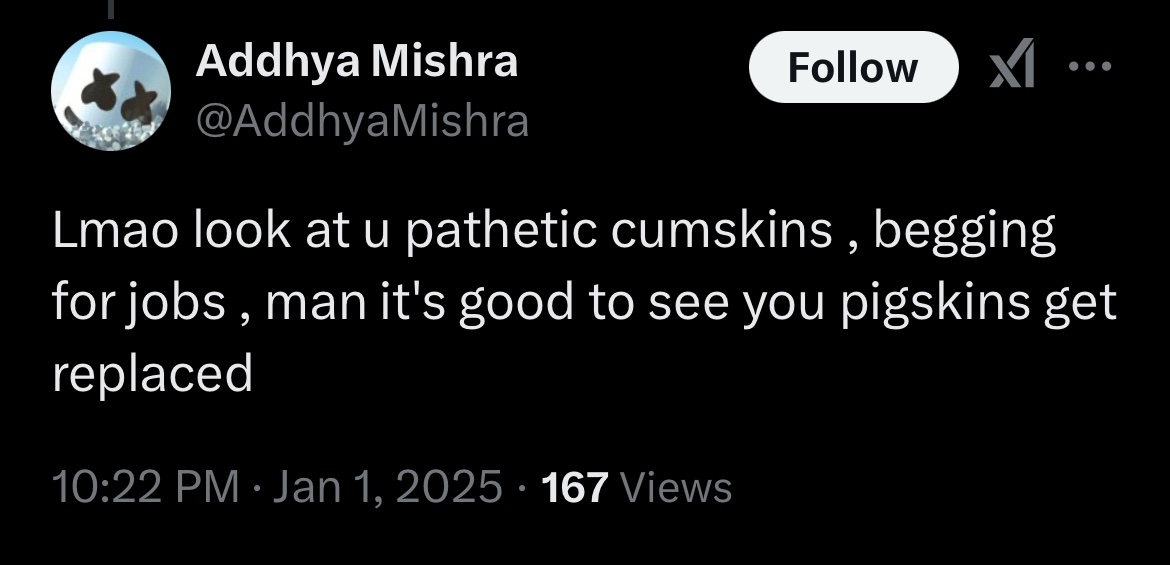 Addhya Mishra
Follow
@AddhyaMishra
Lmao look at u pathetic cumskins , begging
for jobs , man it's good to see you pigskins get
replaced
10:22 PM · Jan 1, 2025 · 167 Views